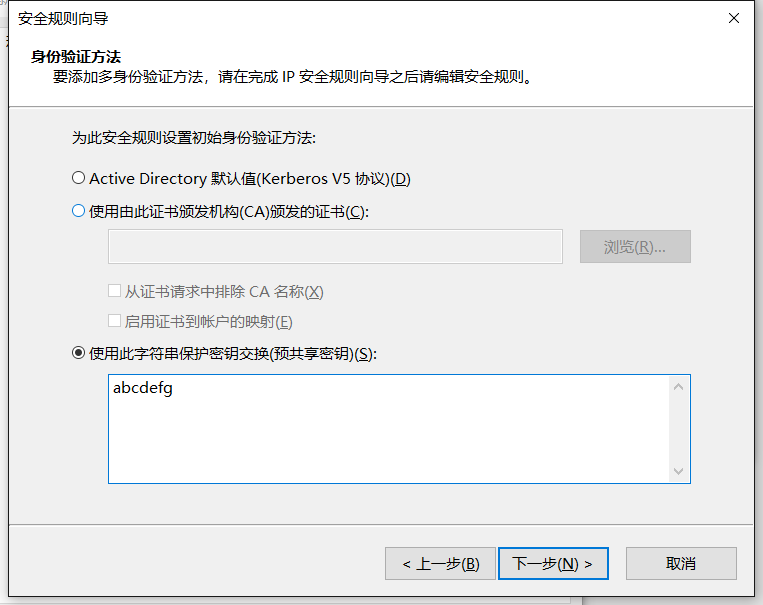 安全规则向导
身份验证方法
要添加多身份验证方法，请在完成 IP 安全规则向导之后请编辑安全规则。
为此安全规则设置初始身份验证方法:
Active Directory 默认值(Kerberos V5 协议)(D)
使用由此证书颁发机构(CA)颁发的证书(C):
浏览(R)...
从证书请求中排除 CA 名称(X)
启用证书到帐户的映射(E)
使用此字符串保护密钥交换(预共享密钥)(S):
abcdefg
< 上一步(B) 下一步(N) > 取消